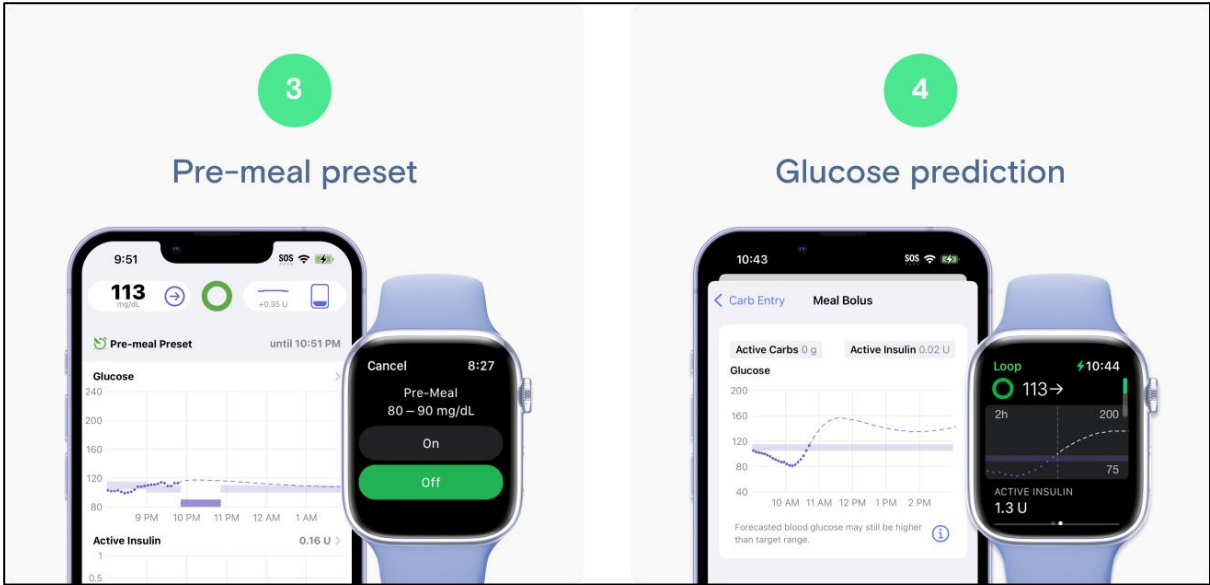 3
Pre-meal preset
9:51
SOS
113
mg/dL
+0.35 U
Pre-meal Preset until 10:51 PM
Glucose
240
200
160
120
80
9 PM 10 PM 11 PM 12 AM 1 AM
Active Insulin 0.16 U
1
0.5
Cancel 8:27
Pre-Meal
80 – 90 mg/dL
On
Off
4
Glucose prediction
10:43
SOS
Carb Entry Meal Bolus
Active Carbs 0 g Active Insulin 0.02 U
Glucose
200
160
120
80
40
10 AM 11 AM 12 PM 1 PM 2 PM
Forecasted blood glucose may still be higher
than target range.
Loop 10:44
113→
2h 200
75
ACTIVE INSULIN
1.3 U